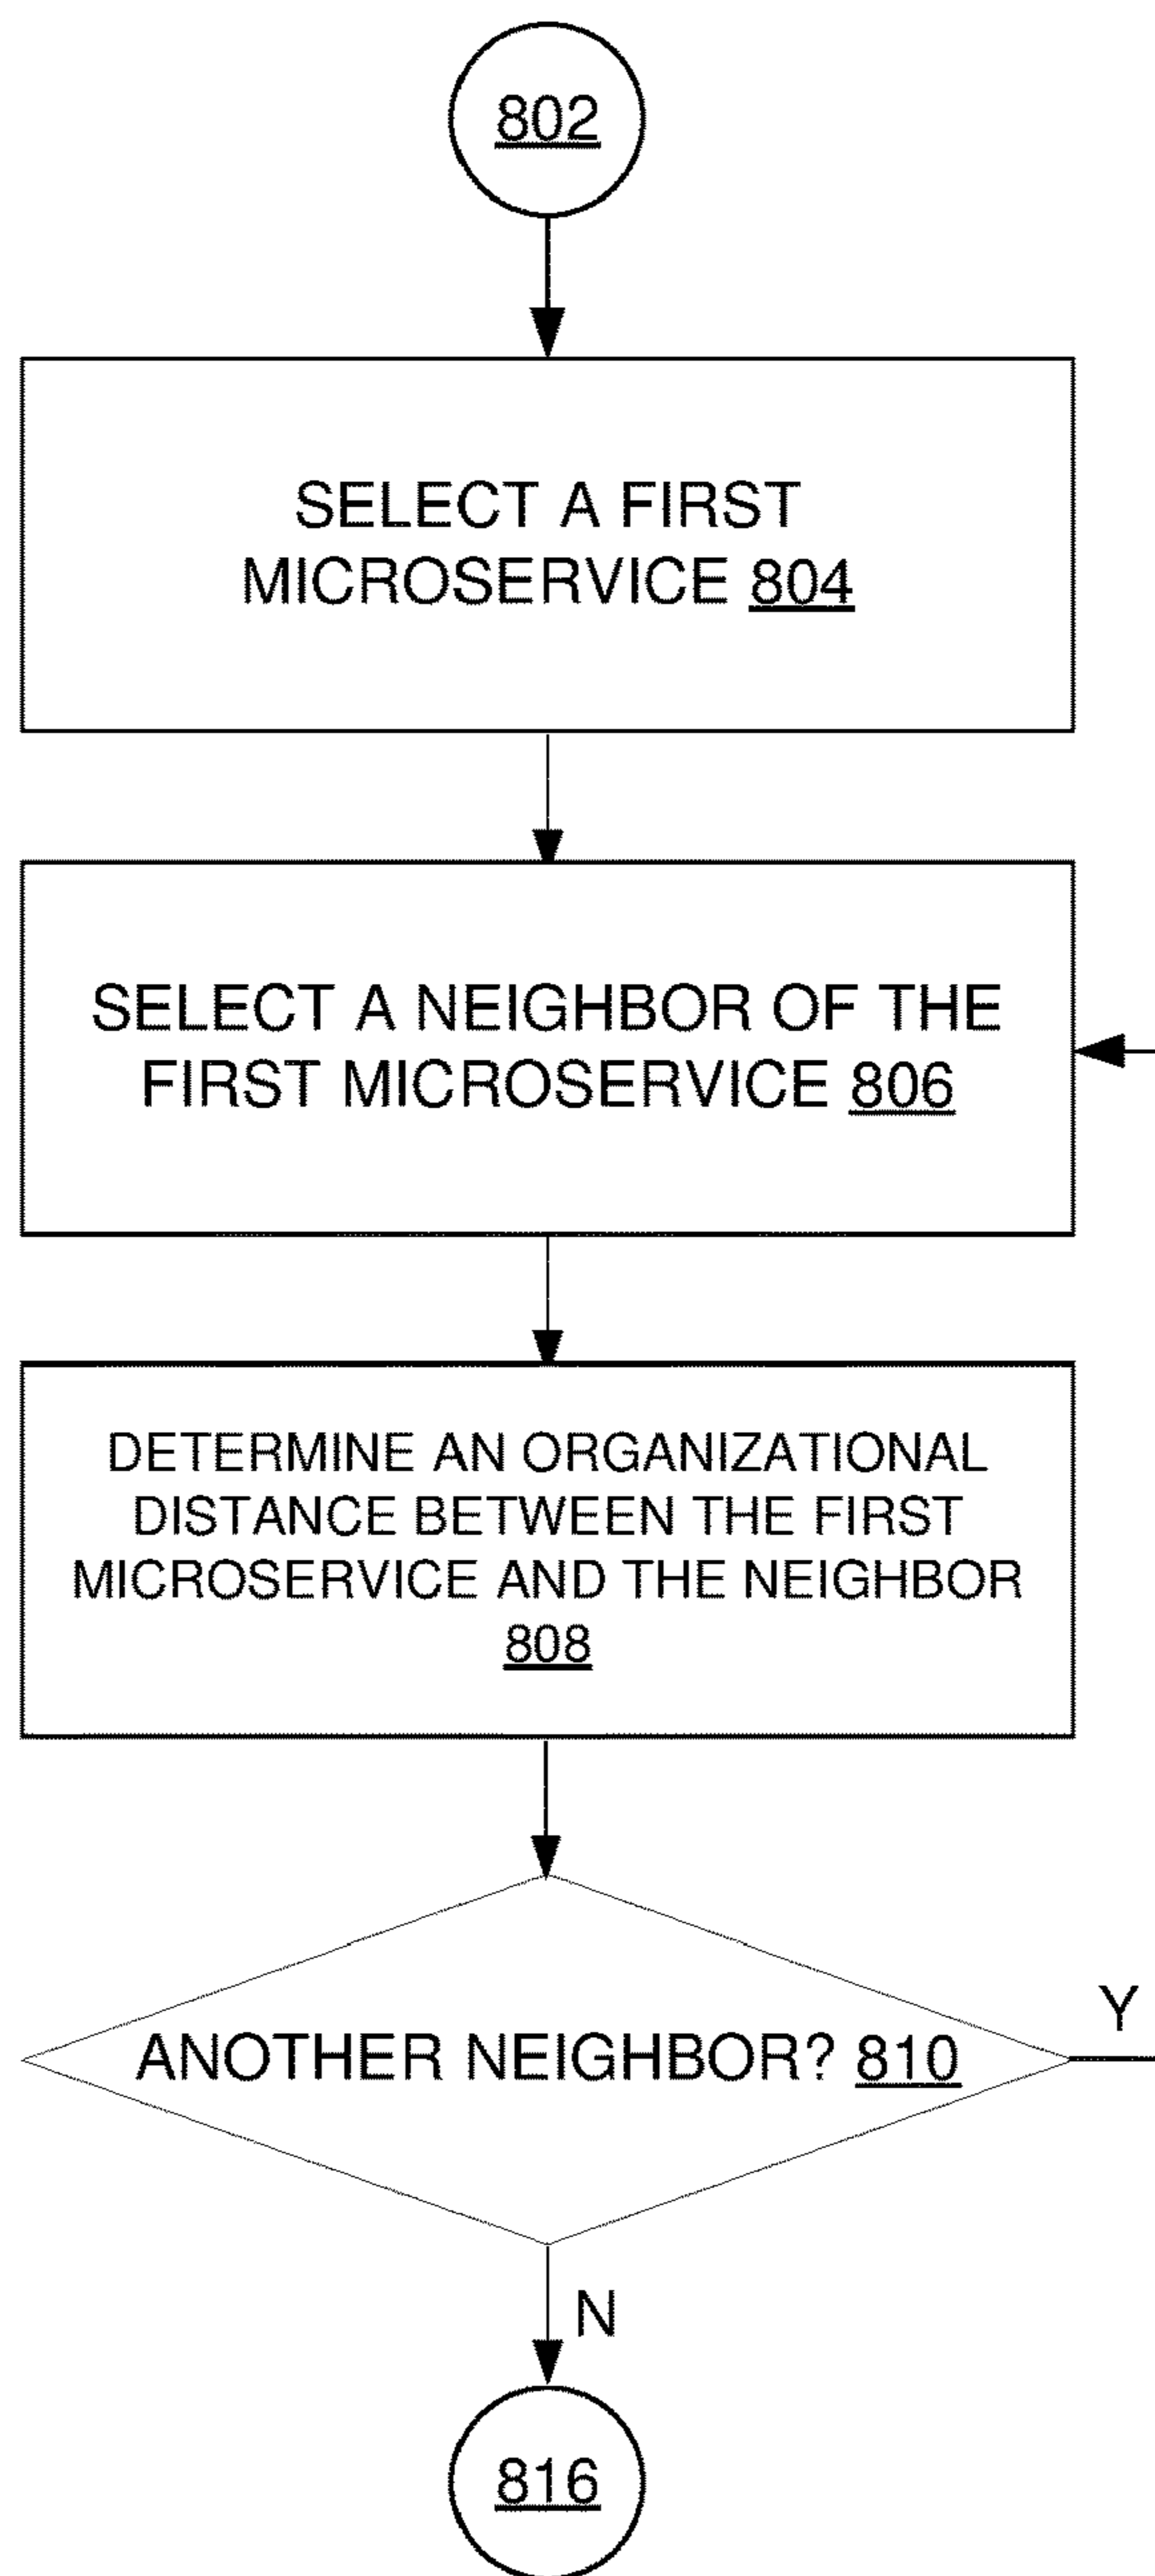 802
SELECT A FIRST
MICROSERVICE 804
SELECT A NEIGHBOR OF THE
FIRST MICROSERVICE 806
DETERMINE AN ORGANIZATIONAL
DISTANCE BETWEEN THE FIRST
MICROSERVICE AND THE NEIGHBOR
808
Y
ANOTHER NEIGHBOR? 810
N
816